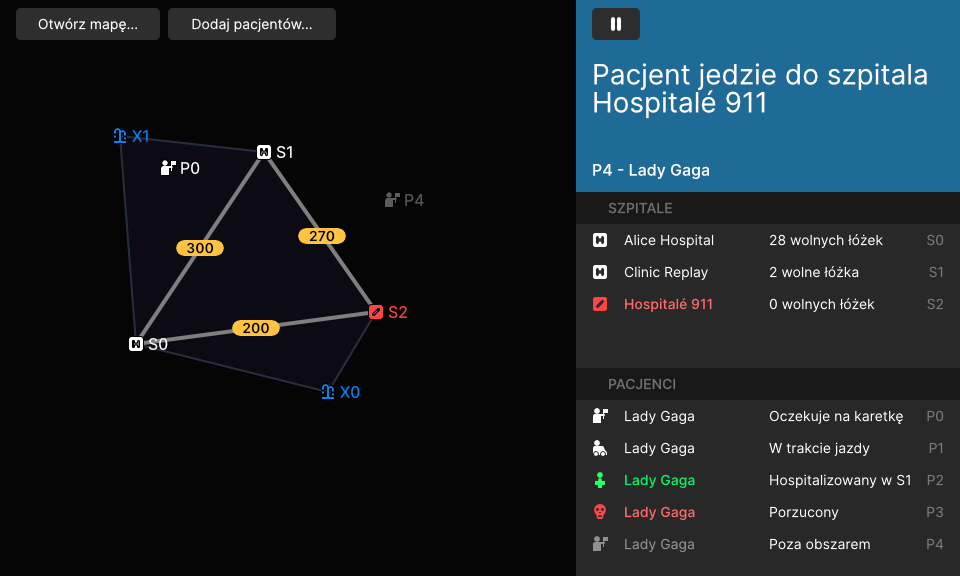 Otwórz mapę...
Dodaj pacjentów...
X1
P0
S1
P4
300
270
S2
200
S0
X0
Pacjent jedzie do szpitala
Hospitalé 911
P4 - Lady Gaga
SZPITALE
Alice Hospital 28 wolnych łóżek S0
Clinic Replay 2 wolne łóżka S1
Hospitalé 911 0 wolnych łóżek S2
PACJENCI
Lady Gaga Oczekuje na karetkę P0
Lady Gaga W trakcie jazdy P1
Lady Gaga Hospitalizowany w S1 P2
Lady Gaga Porzucony P3
Lady Gaga Poza obszarem P4